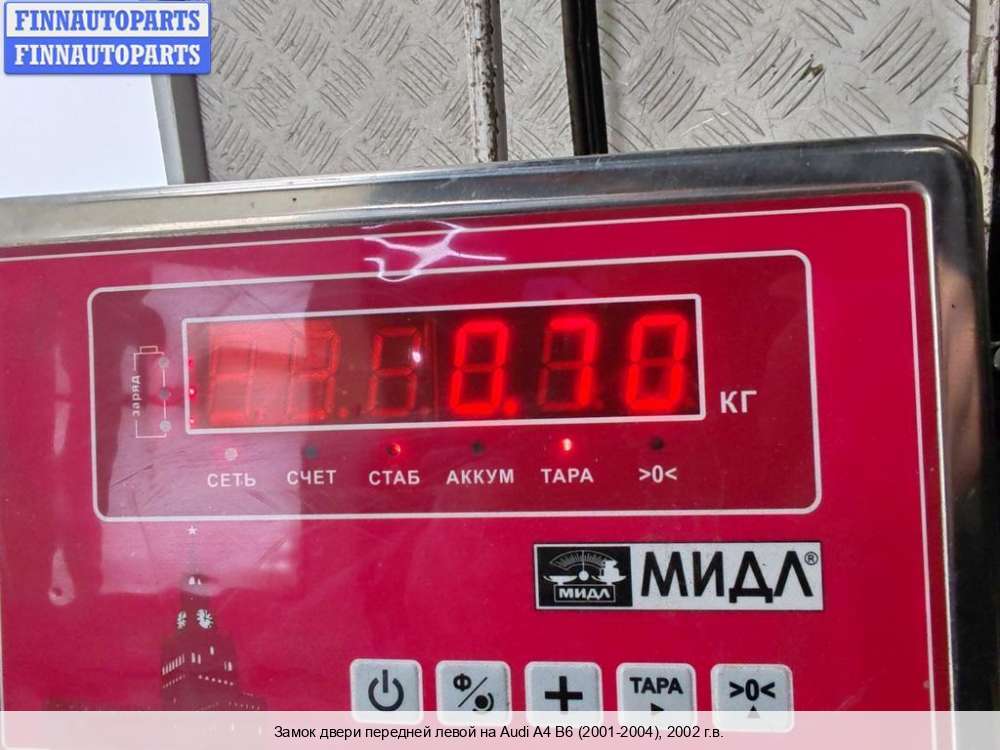 FINNAUTOPARTS
FINNAUTOPARTS
заряд
0.70
КГ
СЕТЬ СЧЕТ СТАБ АККУМ ТАРА >0<
МИДЛ МИДЛ®
Ф ТАРА >0<
Замок двери передней левой на Audi A4 B6 (2001-2004), 2002 г.в.